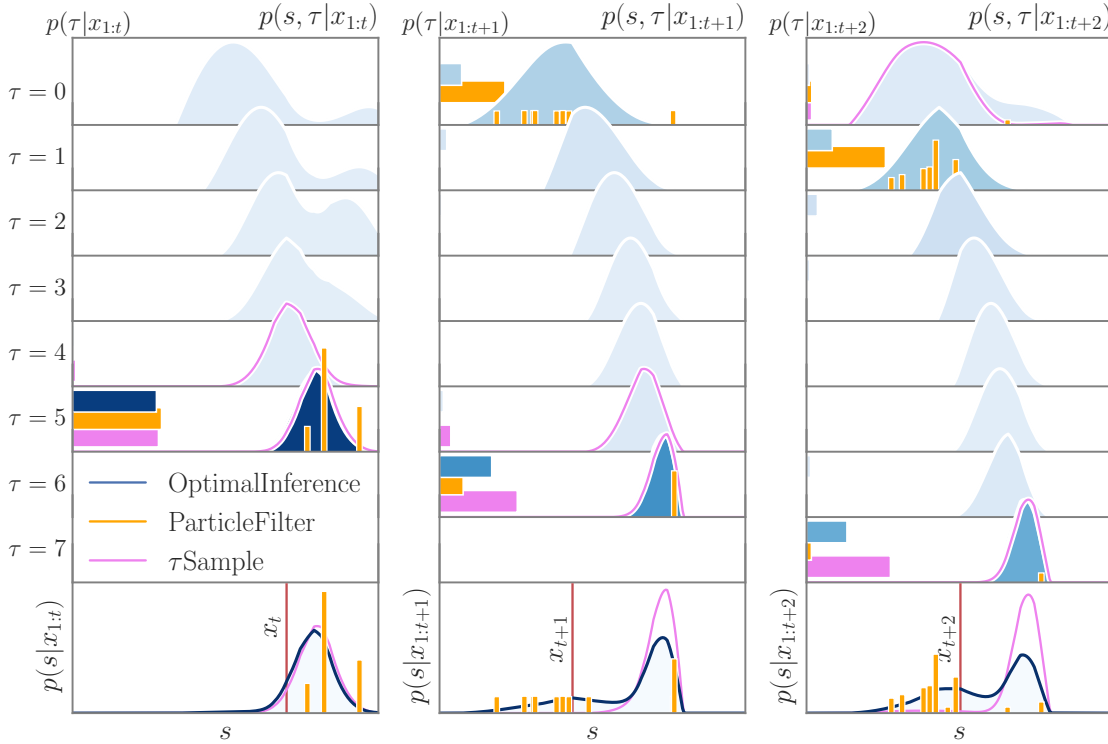 p(τ|x1:t) p(s, τ|x1:t) p(τ|x1:t+1) p(s, τ|x1:t+1) p(τ|x1:t+2) p(s, τ|x1:t+2)
τ = 0
τ = 1
τ = 2
τ = 3
τ = 4
τ = 5
τ = 6
τ = 7
OptimalInference
ParticleFilter
τSample
p(s|x1:t)
xt
p(s|x1:t+1)
xt+1
p(s|x1:t+2)
xt+2
s s s